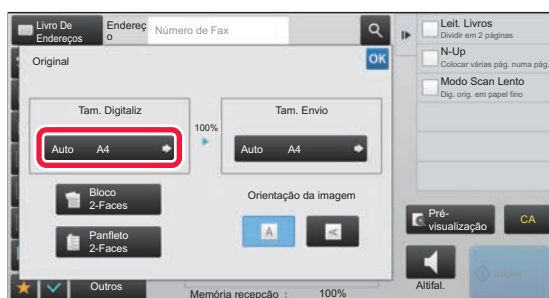 Livro De
Endereços
Endereç
o
Número de Fax
Leit. Livros
Dividir em 2 páginas
N-Up
Colocar várias pág. numa pág.
Modo Scan Lento
Dig. orig. em papel fino
Original
OK
Tam. Digitaliz
100%
Tam. Envio
Auto A4
Auto A4
Bloco
2-Faces
Orientação da imagem
A
A
Panfleto
2-Faces
Pré-
visualização
CA
Outros
Memória recepção : 100%
Altifal.
Iniciar